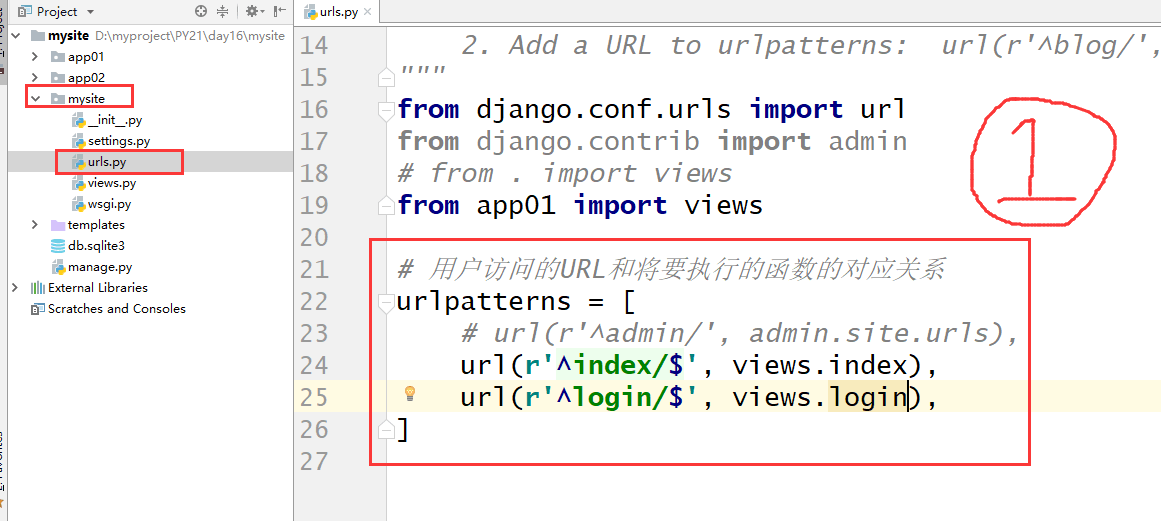 Project
urls.py
mysite D:\myproject\PY21\day16\mysite
app01
app02
mysite
__init__.py
settings.py
urls.py
views.py
wsgi.py
templates
db.sqlite3
manage.py
External Libraries
Scratches and Consoles
14 2. Add a URL to urlpatterns:  url(r'^blog/',
15 """
16 from django.conf.urls import url
17 from django.contrib import admin
18 # from . import views
19 from app01 import views
20
21 # 用户访问的URL和将要执行的函数的对应关系
22 urlpatterns = [
23 # url(r'^admin/', admin.site.urls),
24 url(r'^index/$', views.index),
25 url(r'^login/$', views.login),
26 ]
27
1